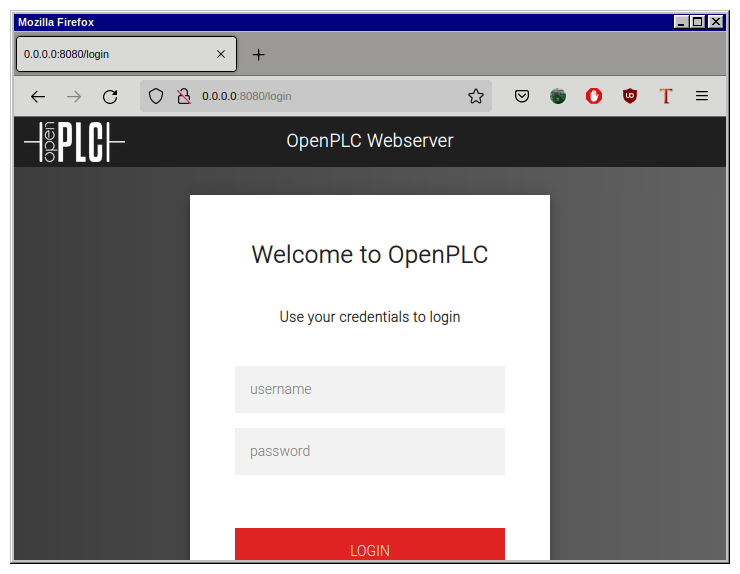 Mozilla Firefox
0.0.0.0:8080/login
0.0.0.0:8080/login
open PLC
OpenPLC Webserver
Welcome to OpenPLC
Use your credentials to login
username
password
LOGIN